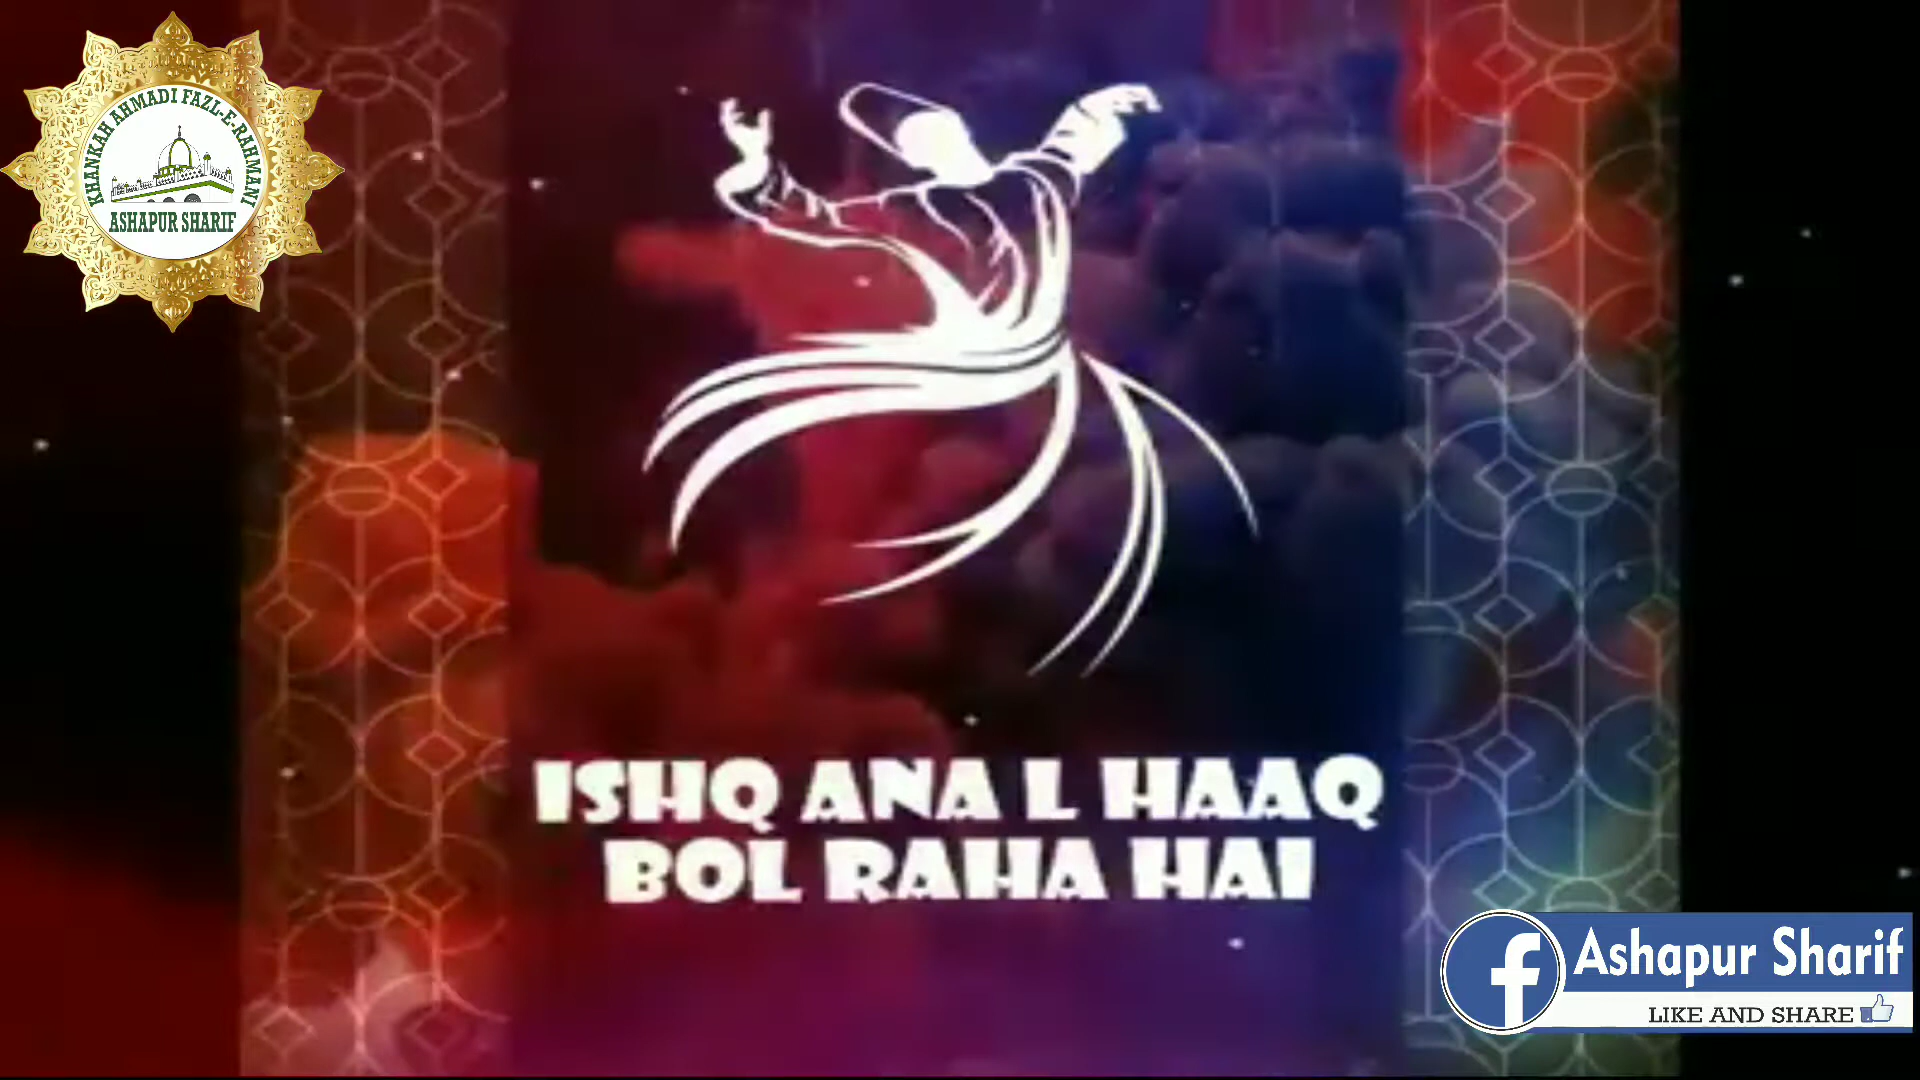 KHANKAH AHMADI FAZL-E-RAHMANI
ASHAPUR SHARIF
ISHQ ANA L HAAQ
BOL RAHA HAI
f Ashapur Sharif
LIKE AND SHARE